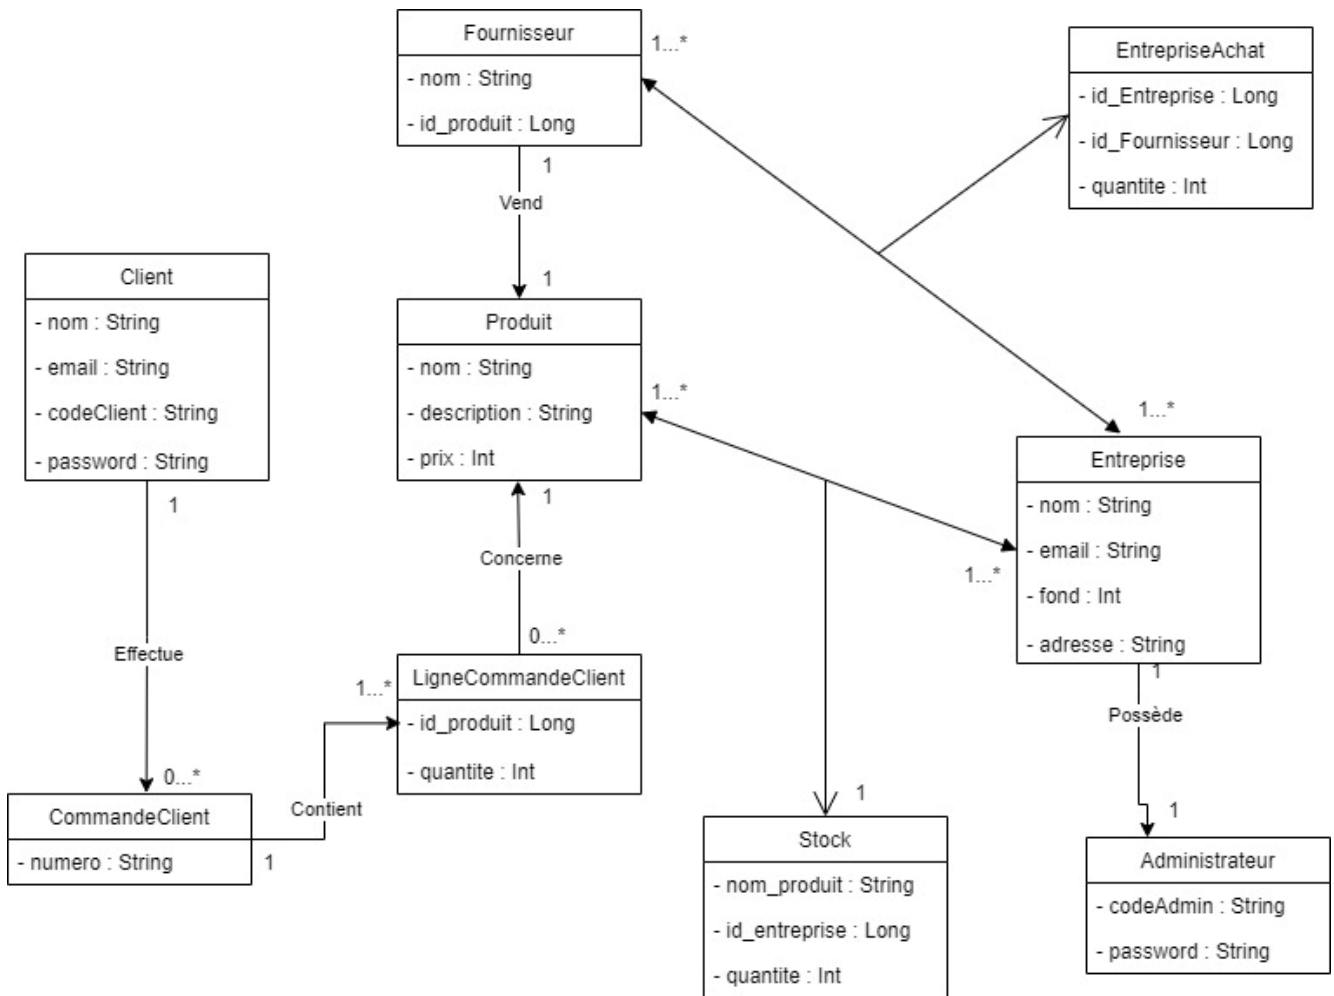 Fournisseur
- nom : String
- id_produit : Long
1...*
EntrepriseAchat
- id_Entreprise : Long
- id_Fournisseur : Long
- quantite : Int
1
Vend
1
Client
- nom : String
- email : String
- codeClient : String
- password : String
1
Produit
- nom : String
- description : String
- prix : Int
1...*
1
1...*
Entreprise
- nom : String
- email : String
- fond : Int
- adresse : String
1...*
1
Concerne
0...*
Effectue
0...*
LigneCommandeClient
- id_produit : Long
- quantite : Int
1...*
Possède
1
CommandeClient
- numero : String
1
Contient
1
Stock
- nom_produit : String
- id_entreprise : Long
- quantite : Int
Administrateur
- codeAdmin : String
- password : String